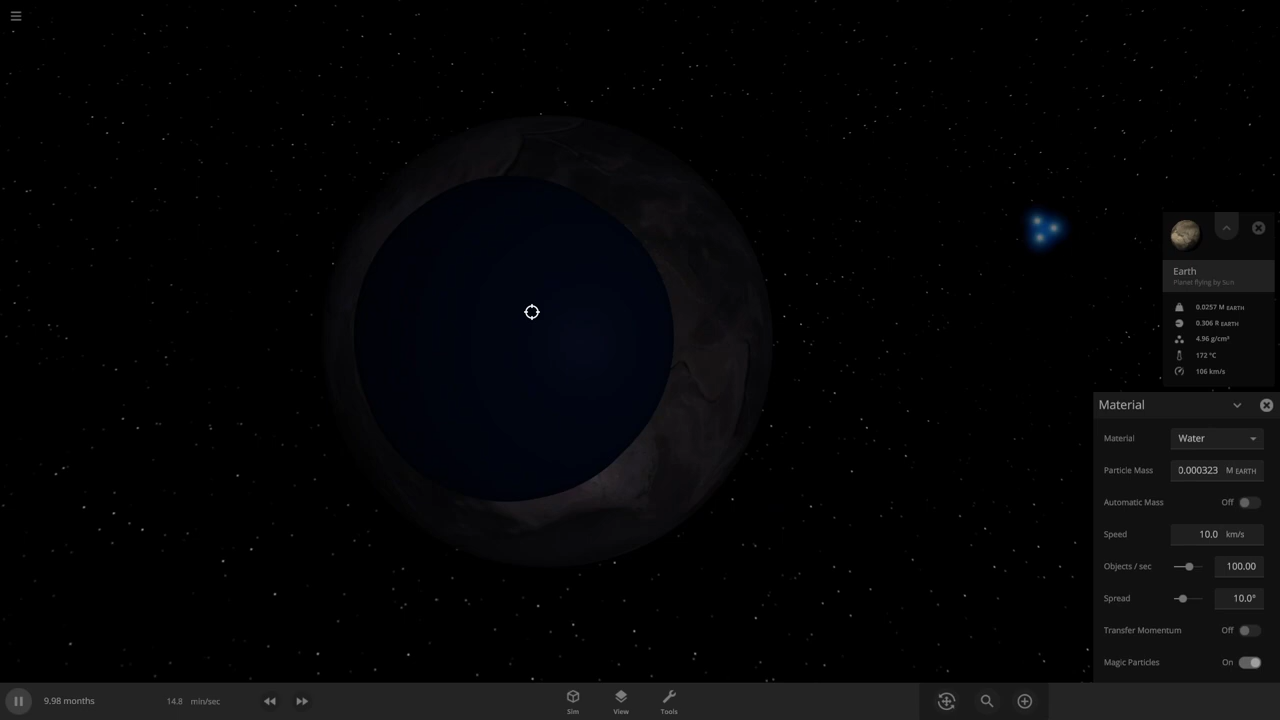 Earth
Planet flying by Sun
0.0257 M EARTH
0.306 R EARTH
4.96 g/cm³
172 °C
106 km/s
Material
Material Water
Particle Mass 0.000323 M EARTH
Automatic Mass Off
Speed 10.0 km/s
Objects / sec 100.00
Spread 10.0°
Transfer Momentum Off
Magic Particles On
9.98 months 14.8 min/sec Sim View Tools